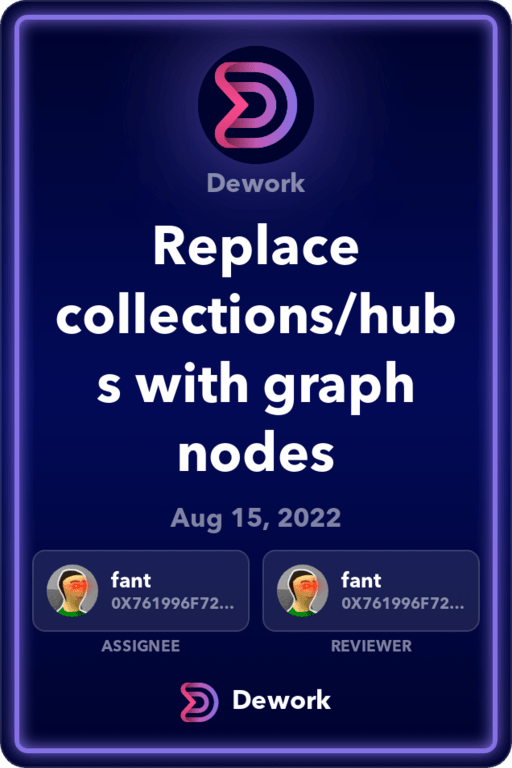 Dework
Replace
collections/hub
s with graph
nodes
Aug 15, 2022
fant
0X761996F72...
ASSIGNEE
fant
0X761996F72...
REVIEWER
Dework